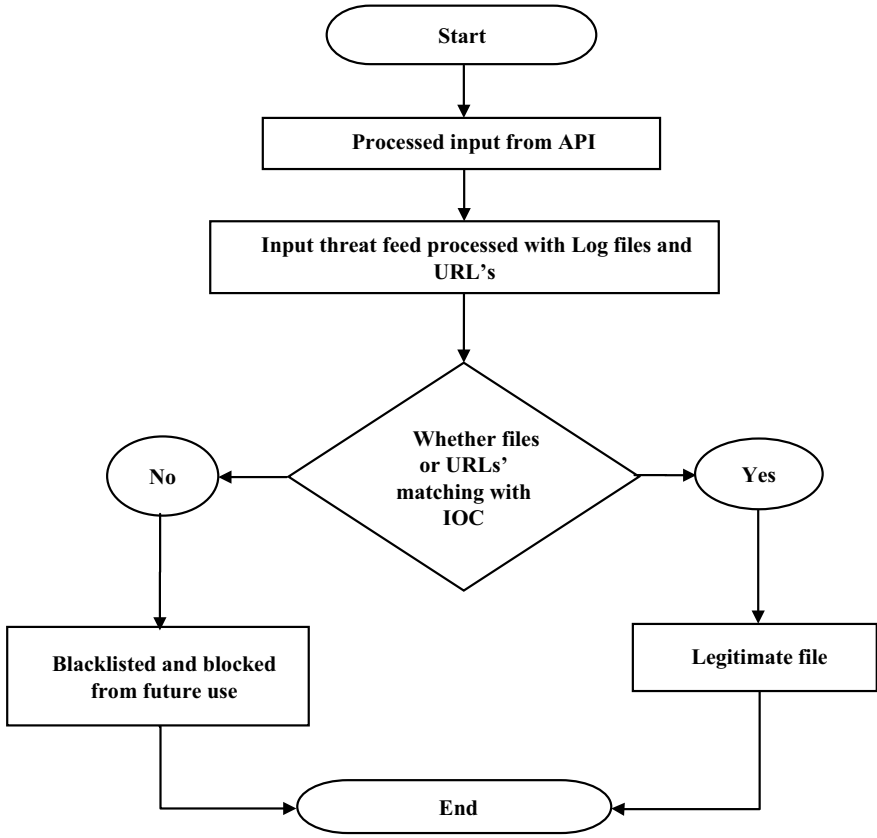 Start
Processed input from API
Input threat feed processed with Log files and
URL’s
Whether files
or URLs’
matching with
IOC
No
Yes
Blacklisted and blocked
from future use
Legitimate file
End